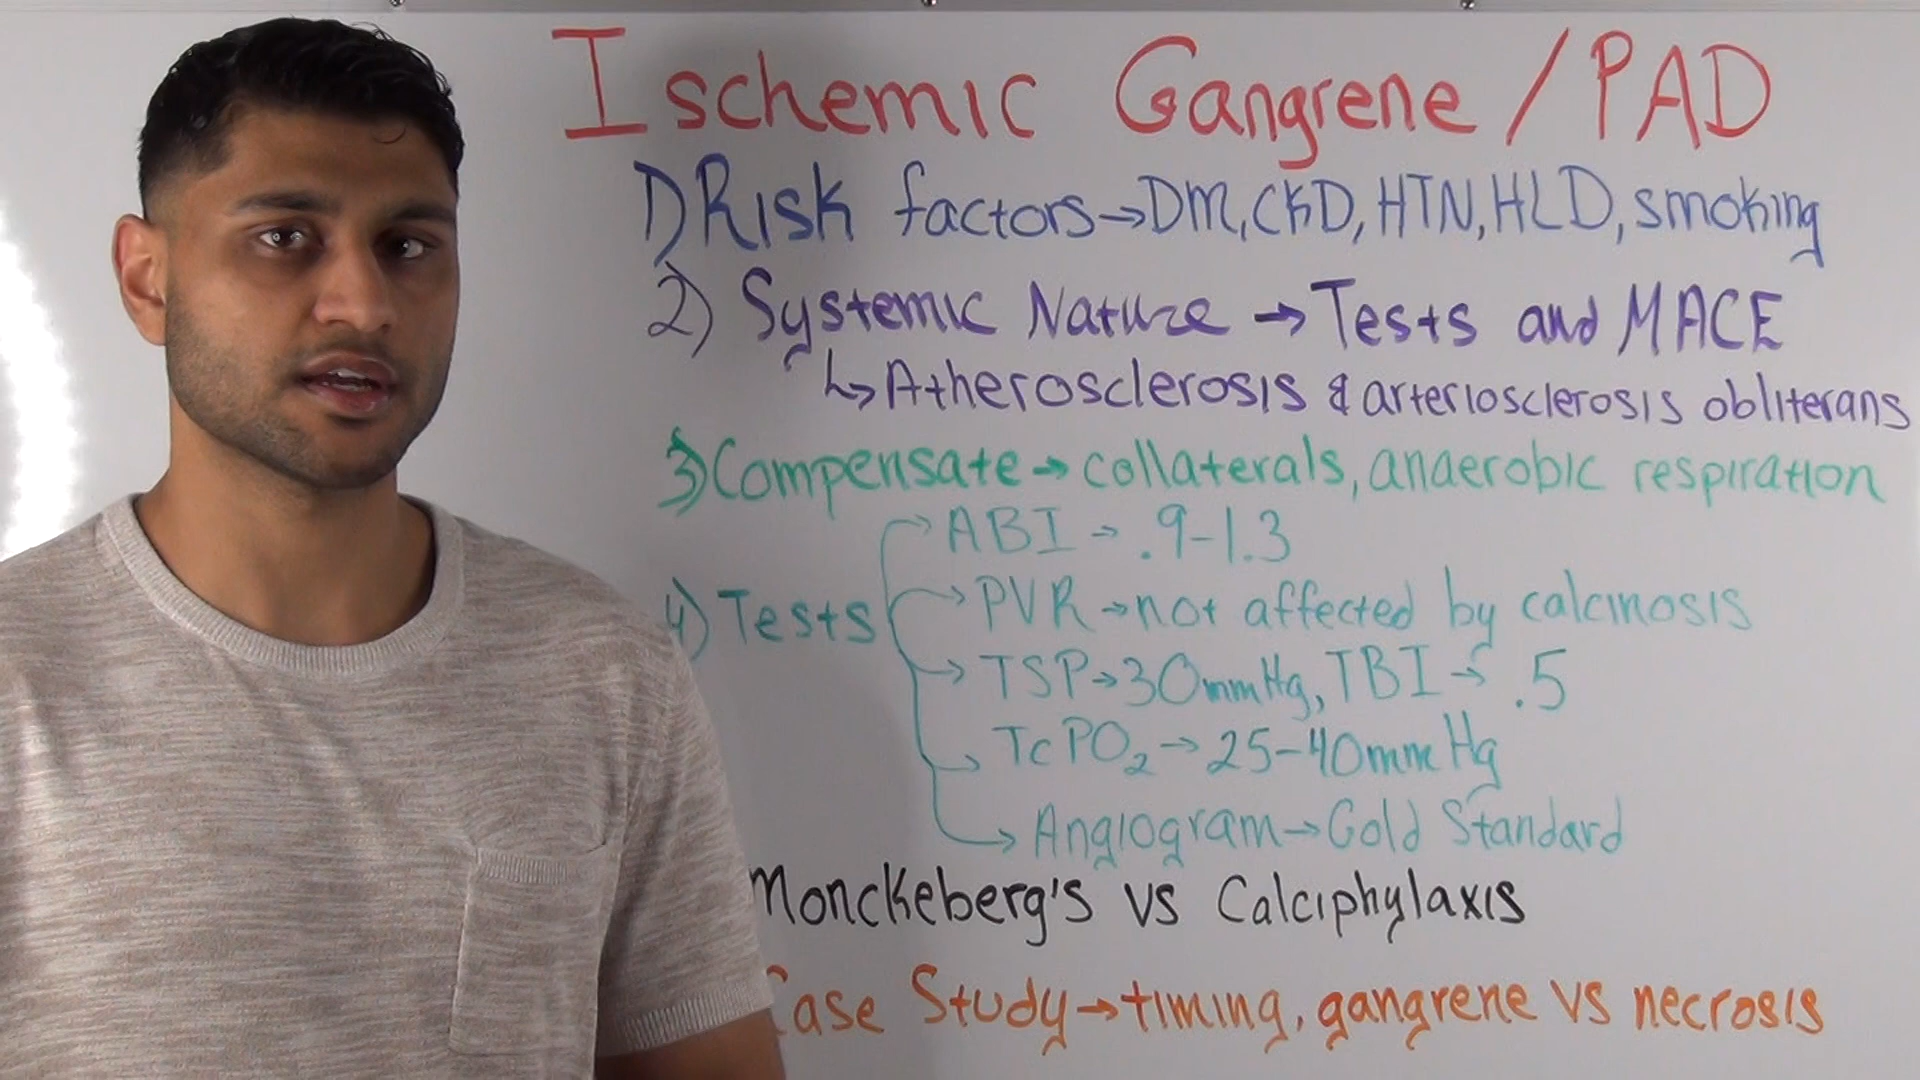 Ischemic Gangrene / PAD
1) Risk factors → DM, CKD, HTN, HLD, smoking
2) Systemic Nature → Tests and MACE
↳ Atherosclerosis & arteriosclerosis obliterans
3) Compensate → collaterals, anaerobic respiration
ABI → .9-1.3
4) Tests
PVR → not affected by calcinosis
TSP → 30mmHg, TBI → .5
TcPO₂ → 25-40mmHg
Angiogram → Gold Standard
Monckeberg's vs Calciphylaxis
Case Study → timing, gangrene vs necrosis